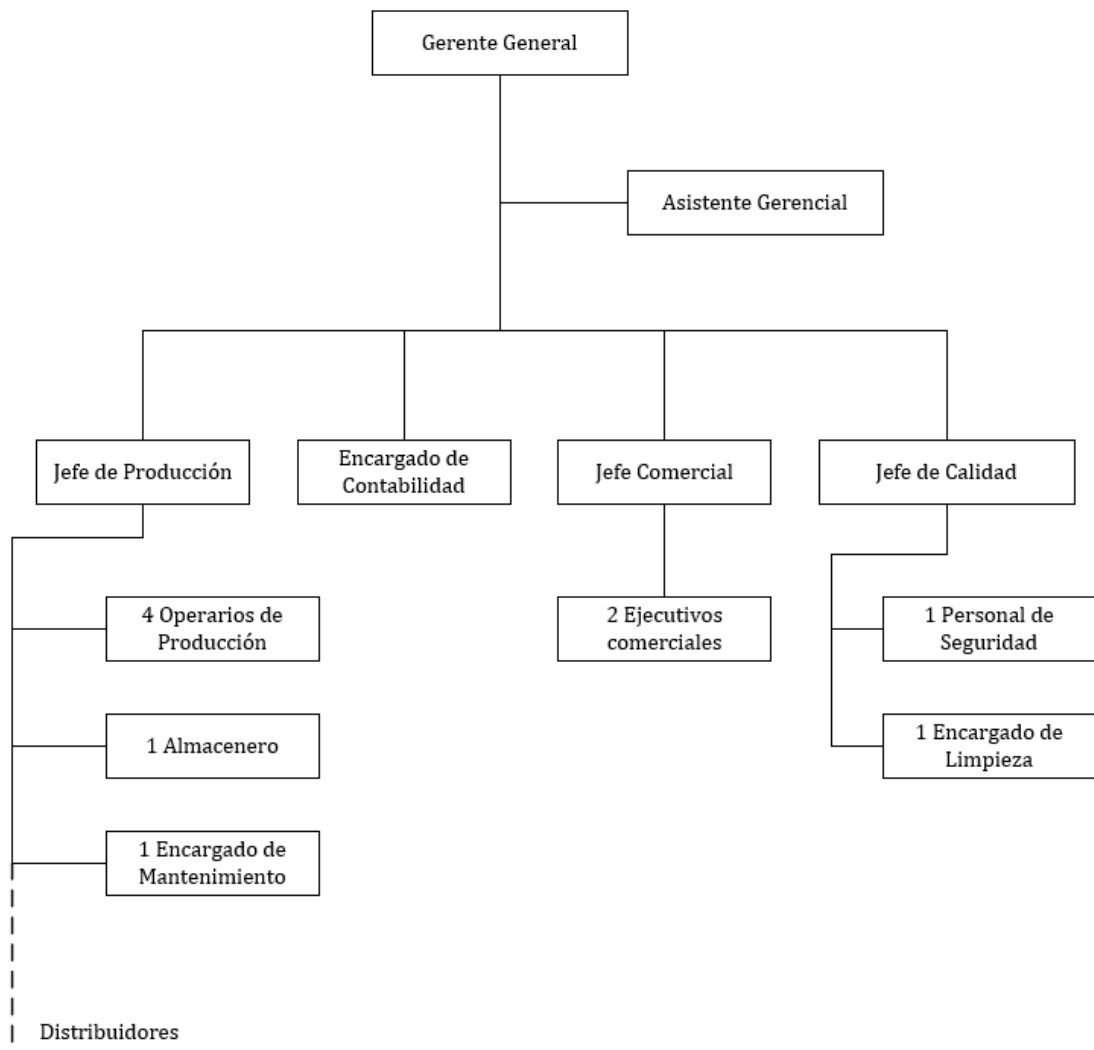 Gerente General
Asistente Gerencial
Jefe de Producción
Encargado de
Contabilidad
Jefe Comercial
Jefe de Calidad
4 Operarios de
Producción
2 Ejecutivos
comerciales
1 Personal de
Seguridad
1 Almacenero
1 Encargado de
Limpieza
1 Encargado de
Mantenimiento
Distribuidores